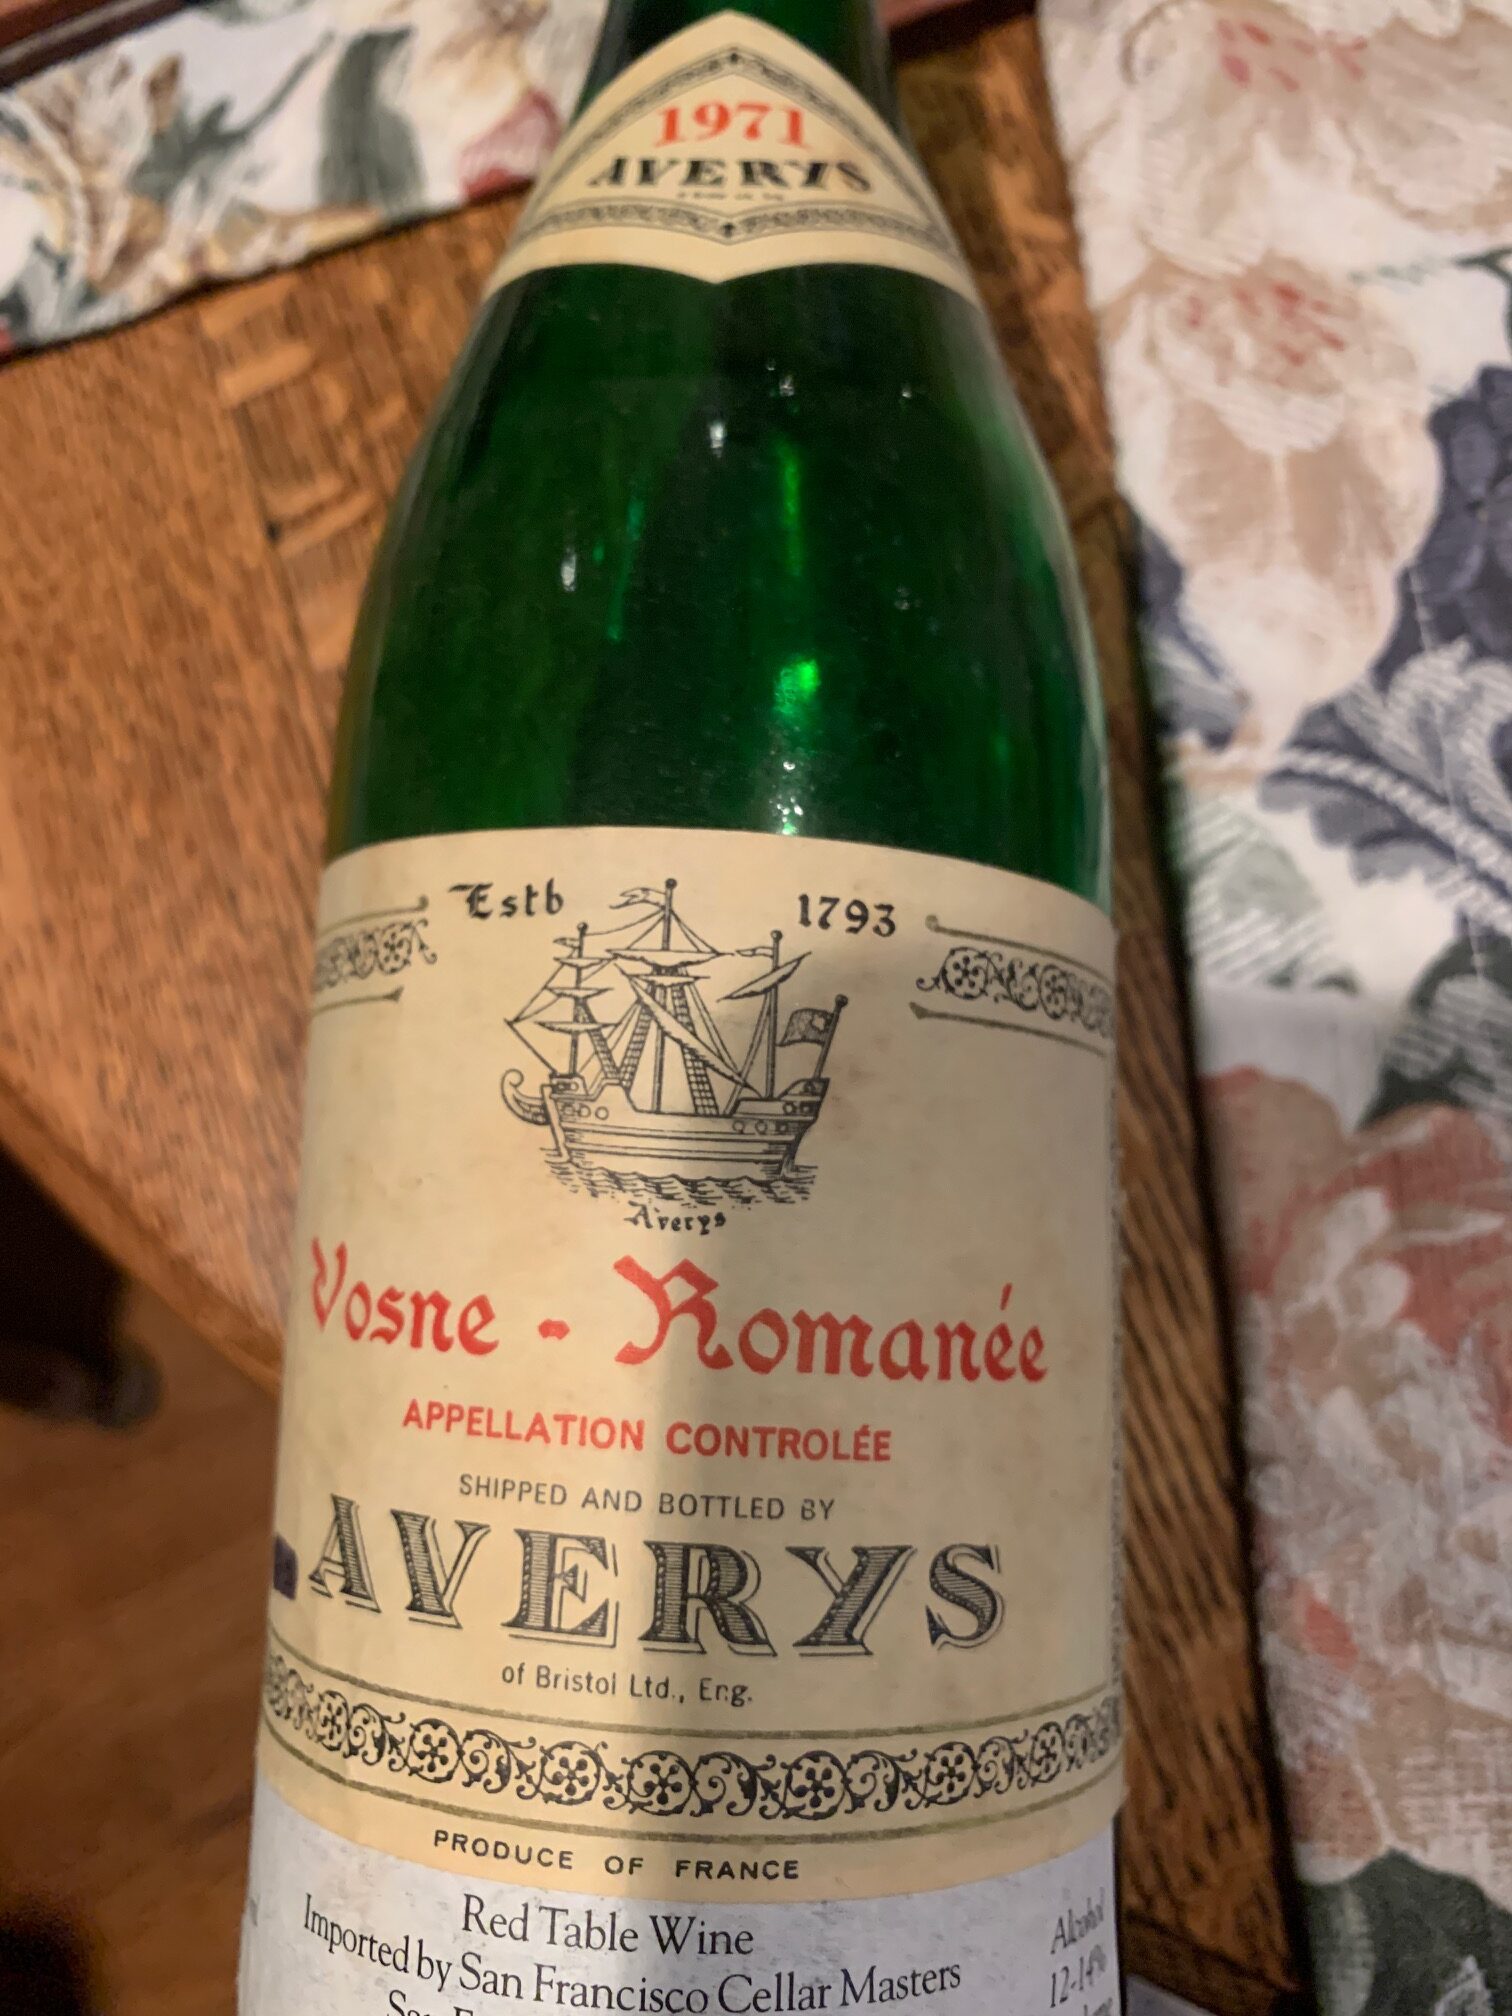 1971
AVERYS
Estb 1793
Averys
Vosne - Romanée
APPELLATION CONTROLÉE
SHIPPED AND BOTTLED BY
AVERYS
of Bristol Ltd., Eng.
PRODUCE OF FRANCE
Red Table Wine
Imported by San Francisco Cellar Masters
Alcohol
12-14%